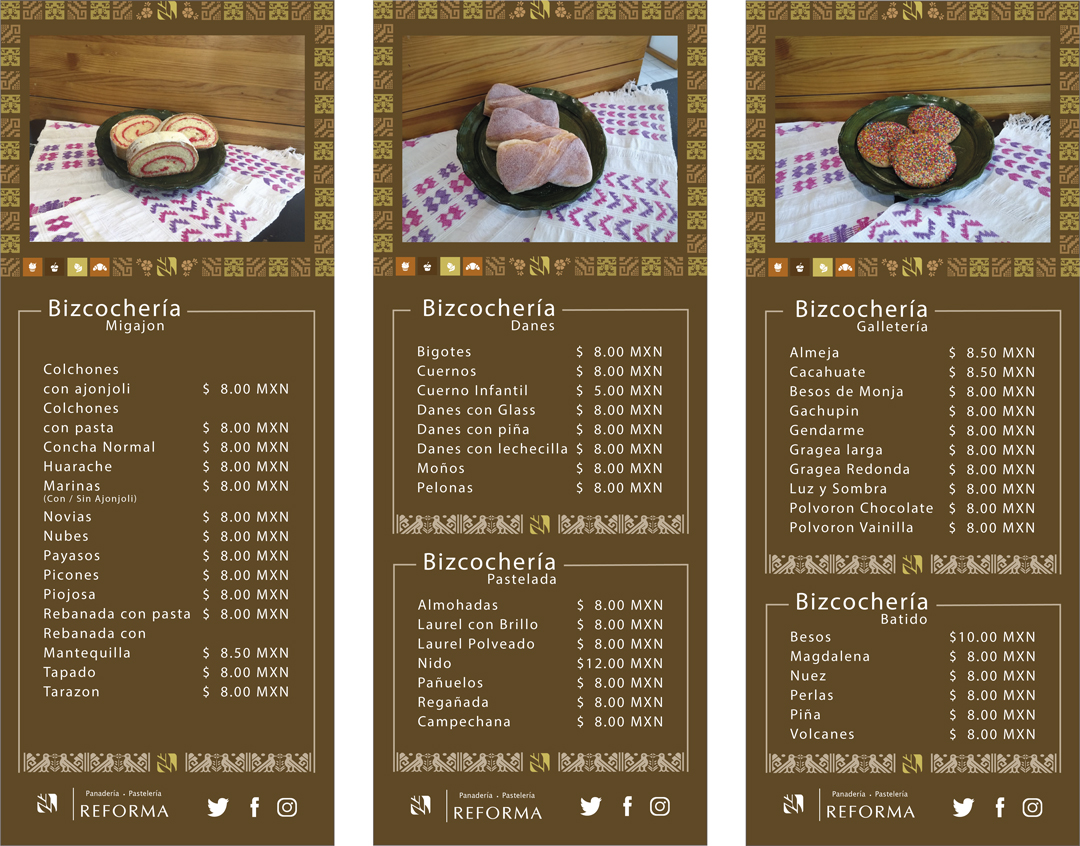 Bizcochería
Migajon
Colchones
con ajonjoli $ 8.00 MXN
Colchones
con pasta $ 8.00 MXN
Concha Normal $ 8.00 MXN
Huarache $ 8.00 MXN
Marinas $ 8.00 MXN
(Con / Sin Ajonjoli)
Novias $ 8.00 MXN
Nubes $ 8.00 MXN
Payasos $ 8.00 MXN
Picones $ 8.00 MXN
Piojosa $ 8.00 MXN
Rebanada con pasta $ 8.00 MXN
Rebanada con
Mantequilla $ 8.50 MXN
Tapado $ 8.00 MXN
Tarazon $ 8.00 MXN
Panadería • Pastelería
REFORMA
Bizcochería
Danes
Bigotes $ 8.00 MXN
Cuernos $ 8.00 MXN
Cuerno Infantil $ 5.00 MXN
Danes con Glass $ 8.00 MXN
Danes con piña $ 8.00 MXN
Danes con lechecilla $ 8.00 MXN
Moños $ 8.00 MXN
Pelonas $ 8.00 MXN
Bizcochería
Pastelada
Almohadas $ 8.00 MXN
Laurel con Brillo $ 8.00 MXN
Laurel Polveado $ 8.00 MXN
Nido $12.00 MXN
Pañuelos $ 8.00 MXN
Regañada $ 8.00 MXN
Campechana $ 8.00 MXN
Panadería • Pastelería
REFORMA
Bizcochería
Galletería
Almeja $ 8.50 MXN
Cacahuate $ 8.50 MXN
Besos de Monja $ 8.00 MXN
Gachupin $ 8.00 MXN
Gendarme $ 8.00 MXN
Gragea larga $ 8.00 MXN
Gragea Redonda $ 8.00 MXN
Luz y Sombra $ 8.00 MXN
Polvoron Chocolate $ 8.00 MXN
Polvoron Vainilla $ 8.00 MXN
Bizcochería
Batido
Besos $10.00 MXN
Magdalena $ 8.00 MXN
Nuez $ 8.00 MXN
Perlas $ 8.00 MXN
Piña $ 8.00 MXN
Volcanes $ 8.00 MXN
Panadería • Pastelería
REFORMA